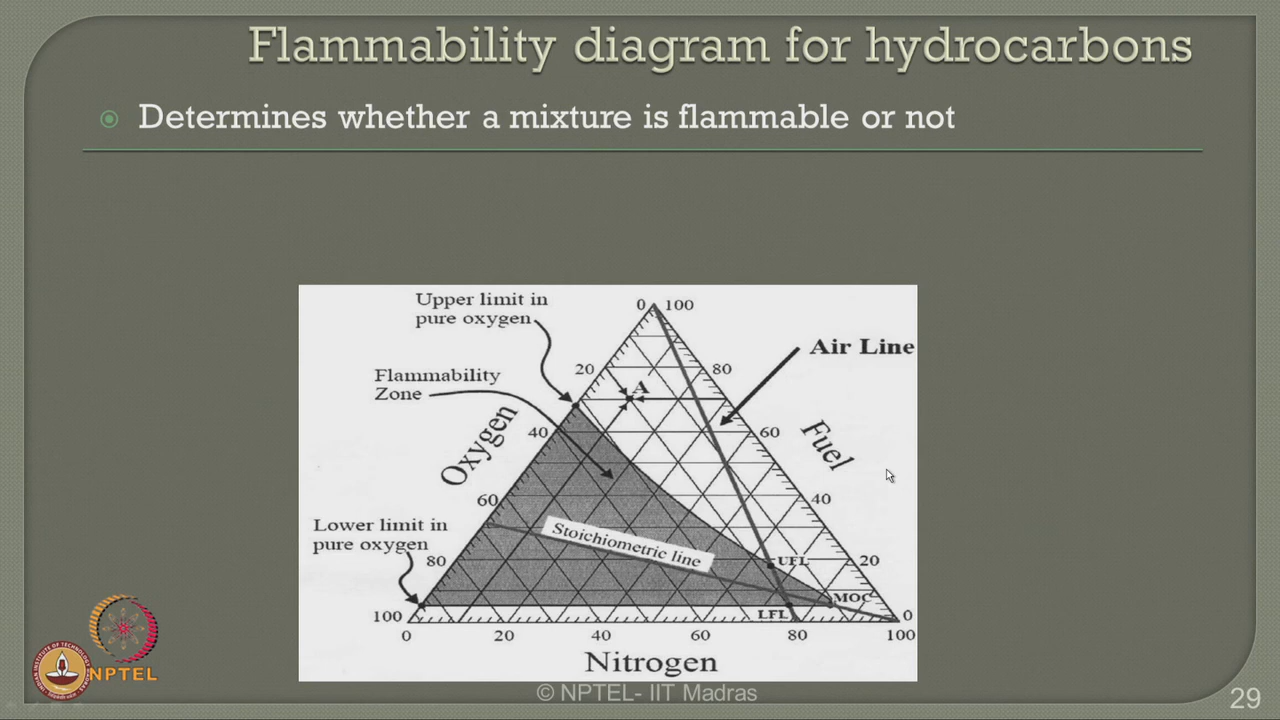 Flammability diagram for hydrocarbons
Determines whether a mixture is flammable or not
Upper limit in
pure oxygen
0 100
Air Line
20 80
Flammability
Zone
A
Oxygen
40 60
Fuel
60 40
Lower limit in
pure oxygen
Stoichiometric line
80 UFL 20
MOC
100 LFL 0
0 20 40 60 80 100
Nitrogen
NPTEL
© NPTEL- IIT Madras
29